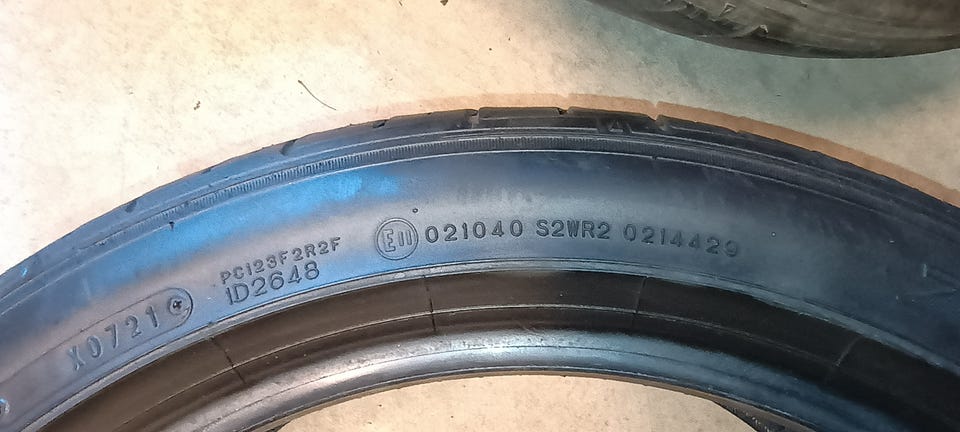 X0721
PC123F2R2F
1D2648
E11 021040 S2WR2 0214429